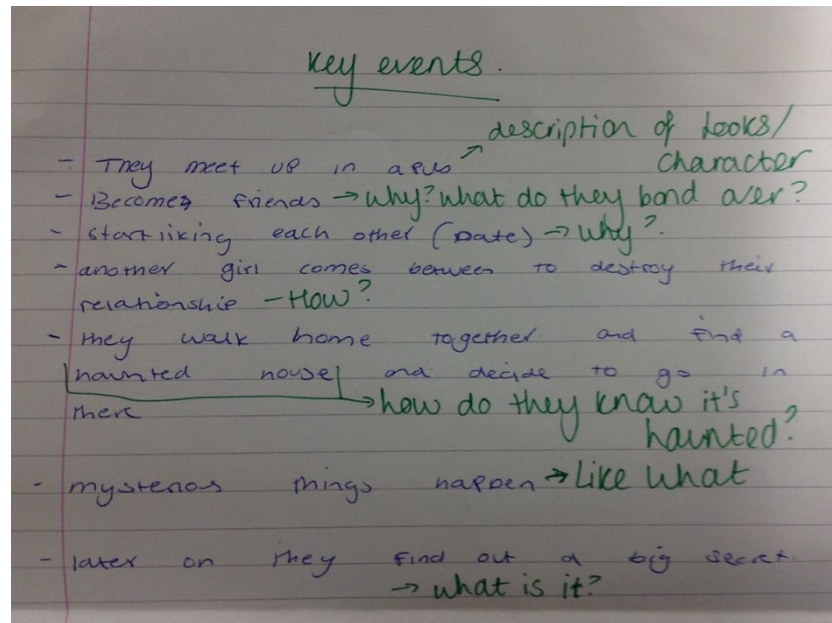 key events.
description of looks/
- They meet up in a pub → character
- Becomes friends → Why? what do they bond over?
- start liking each other (Date) → why?
- another girl comes between to destroy their
relationship - How?
- they walk home together and find a
haunted house and decide to go in
there → how do they know it's
haunted?
- mysterios things happen → Like what
- later on they find out a big secret.
→ what is it?